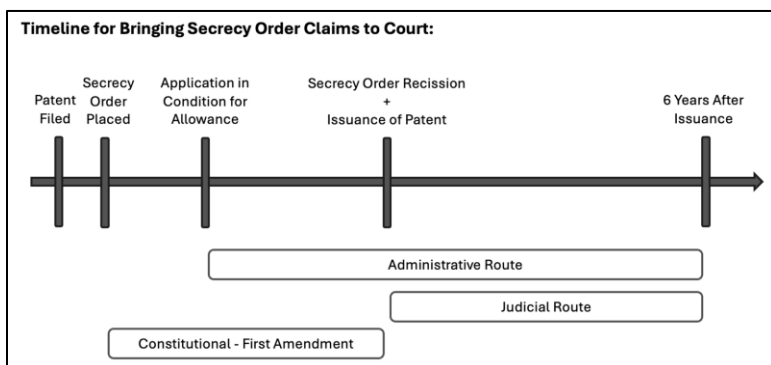 Timeline for Bringing Secrecy Order Claims to Court:
Patent
Filed
Secrecy
Order
Placed
Application in
Condition for
Allowance
Secrecy Order Recission
+
Issuance of Patent
6 Years After
Issuance
Administrative Route
Judicial Route
Constitutional - First Amendment